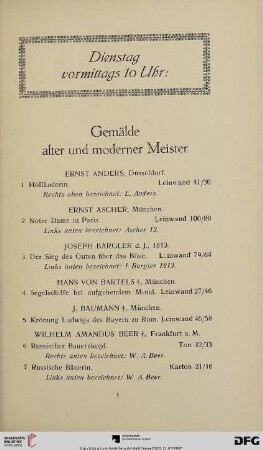 Dienstag
vormittags 10 Uhr:
Gemälde
alter und moderner Meister
ERNST ANDERS, Düsseldorf.
1 Holländerin. Leinwand 41/30
Rechts oben bezeichnet: E. Anders.
ERNST ASCHER, München.
2 Notre Dame in Paris. Leinwand 100/80
Links unten bezeichnet: Ascher 12.
JOSEPH BARGLER d. J., 1813.
3 Der Sieg des Guten über das Böse. Leinwand 79/64
Links unten bezeichnet: J Bargler 1813.
HANS VON BARTELS †, München.
4 Segelschiffe bei aufgehendem Mond. Leinwand 27/46
J. BAUMANN †, München.
5 Krönung Ludwigs des Bayern zu Rom. Leinwand 46/58
WILHELM AMANDUS BEER †, Frankfurt a. M.
6 Russischer Bauernkopf. Ton 32/33
Rechts unten bezeichnet: W. A. Beer.
7 Russische Bäuerin. Karton 21/16
Links unten bezeichnet: W. A. Beer.
5
UNIVERSITÄTS-
BIBLIOTHEK
HEIDELBERG
DFG